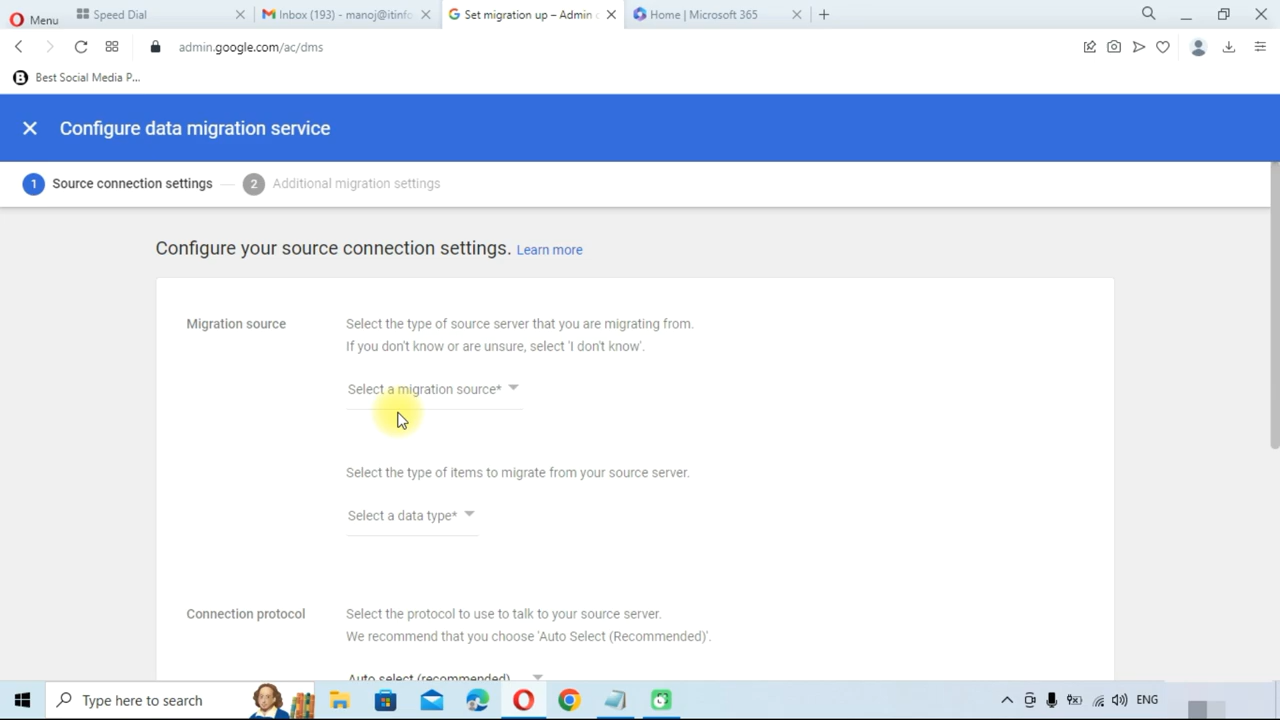 Menu
Speed Dial
Inbox (193) - manoj@itinfo
Set migration up – Admin c
Home | Microsoft 365
admin.google.com/ac/dms
Best Social Media P...
Configure data migration service
1 Source connection settings
2 Additional migration settings
Configure your source connection settings. Learn more
Migration source
Select the type of source server that you are migrating from.
If you don't know or are unsure, select 'I don't know'.
Select a migration source*
Select the type of items to migrate from your source server.
Select a data type*
Connection protocol
Select the protocol to use to talk to your source server.
We recommend that you choose 'Auto Select (Recommended)'.
Auto select (recommended)
Type here to search
ENG